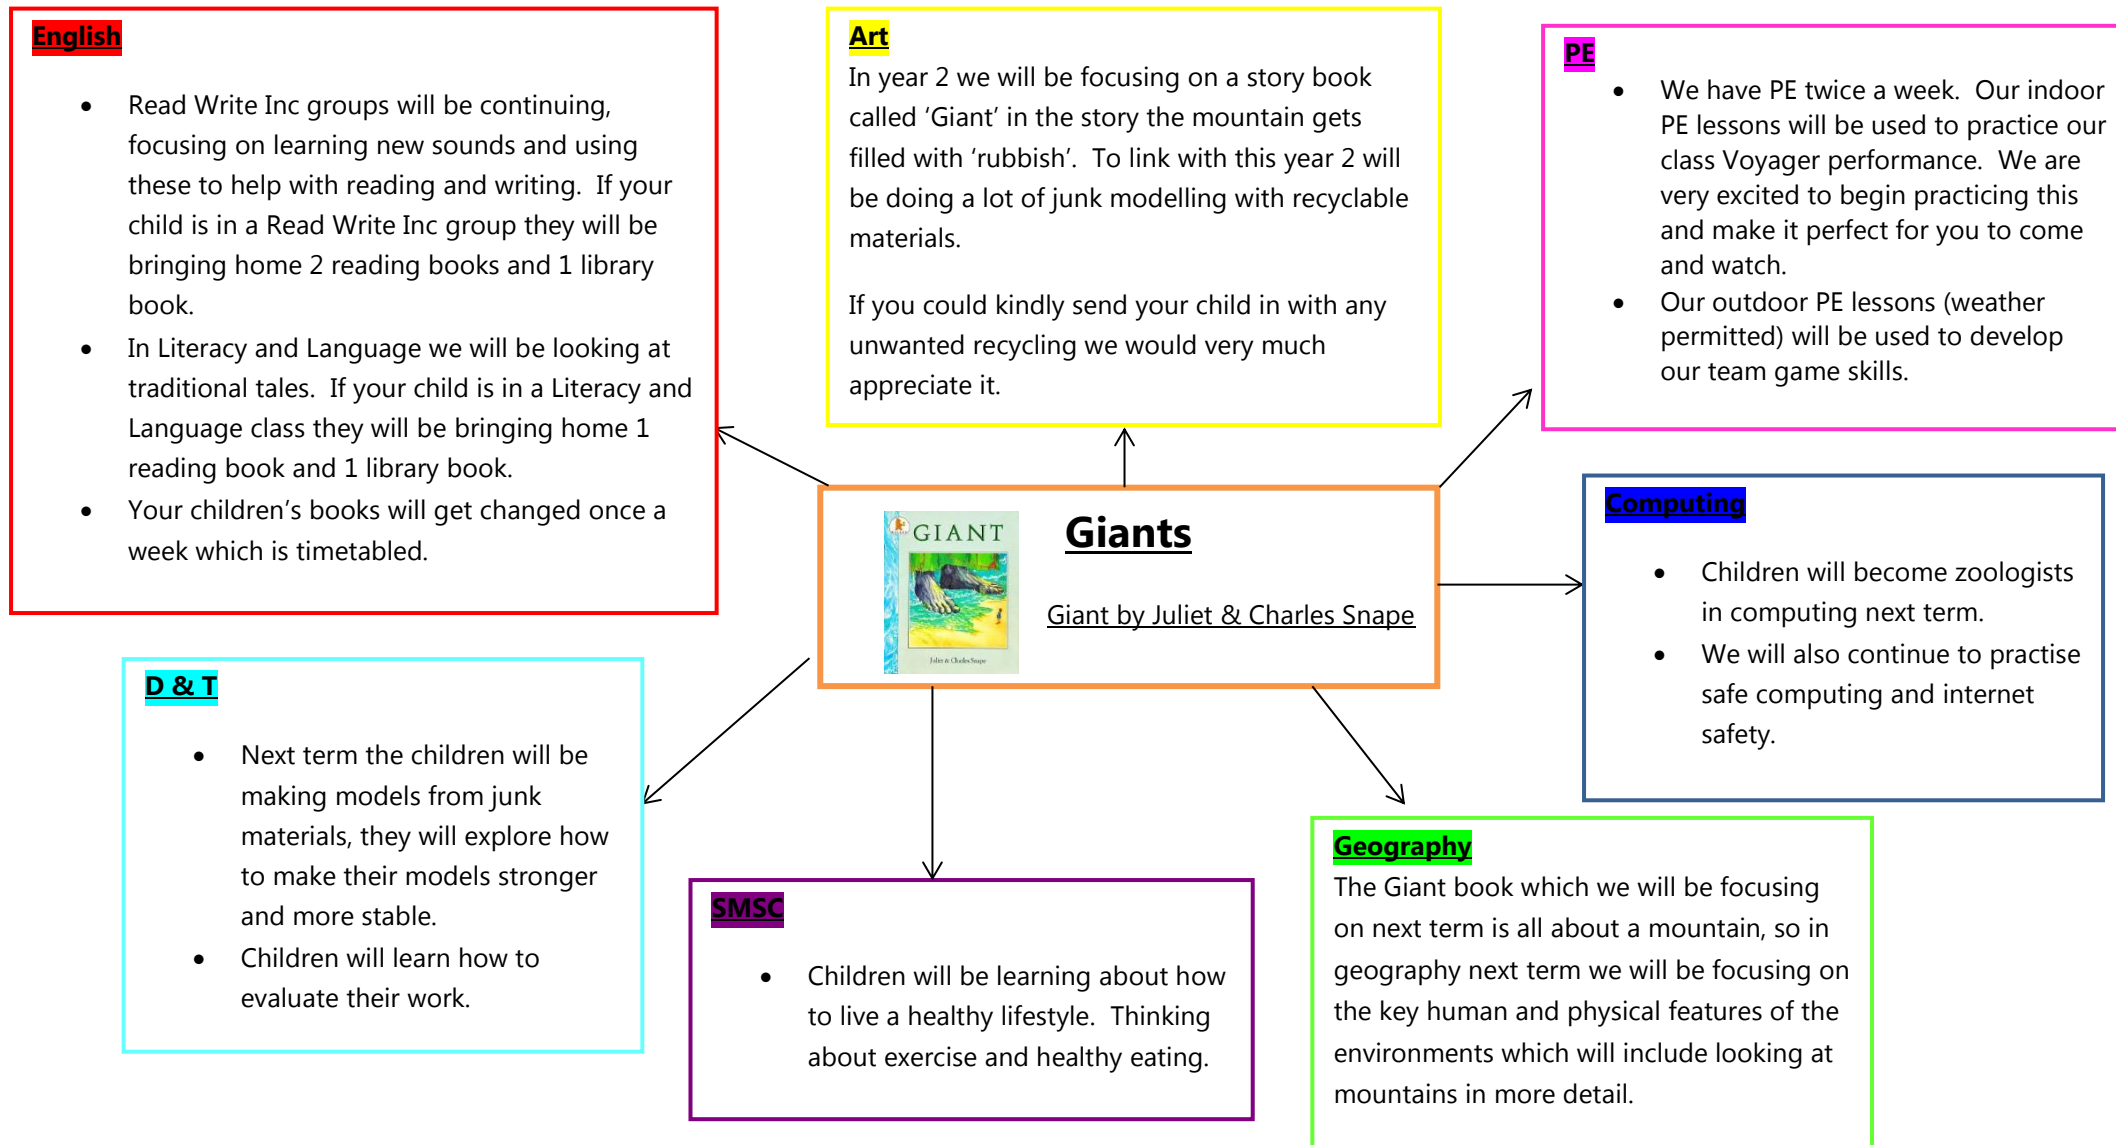 English
• Read Write Inc groups will be continuing,
focusing on learning new sounds and using
these to help with reading and writing.  If your
child is in a Read Write Inc group they will be
bringing home 2 reading books and 1 library
book.
• In Literacy and Language we will be looking at
traditional tales.  If your child is in a Literacy and
Language class they will be bringing home 1
reading book and 1 library book.
• Your children’s books will get changed once a
week which is timetabled.
Art
In year 2 we will be focusing on a story book
called ‘Giant’ in the story the mountain gets
filled with ‘rubbish’.  To link with this year 2 will
be doing a lot of junk modelling with recyclable
materials.
If you could kindly send your child in with any
unwanted recycling we would very much
appreciate it.
PE
• We have PE twice a week.  Our indoor
PE lessons will be used to practice our
class Voyager performance.  We are
very excited to begin practicing this
and make it perfect for you to come
and watch.
• Our outdoor PE lessons (weather
permitted) will be used to develop
our team game skills.
GIANT
Juliet & Charles Snape
Giants
Giant by Juliet & Charles Snape
Computing
• Children will become zoologists
in computing next term.
• We will also continue to practise
safe computing and internet
safety.
D & T
• Next term the children will be
making models from junk
materials, they will explore how
to make their models stronger
and more stable.
• Children will learn how to
evaluate their work.
SMSC
• Children will be learning about how
to live a healthy lifestyle.  Thinking
about exercise and healthy eating.
Geography
The Giant book which we will be focusing
on next term is all about a mountain, so in
geography next term we will be focusing on
the key human and physical features of the
environments which will include looking at
mountains in more detail.